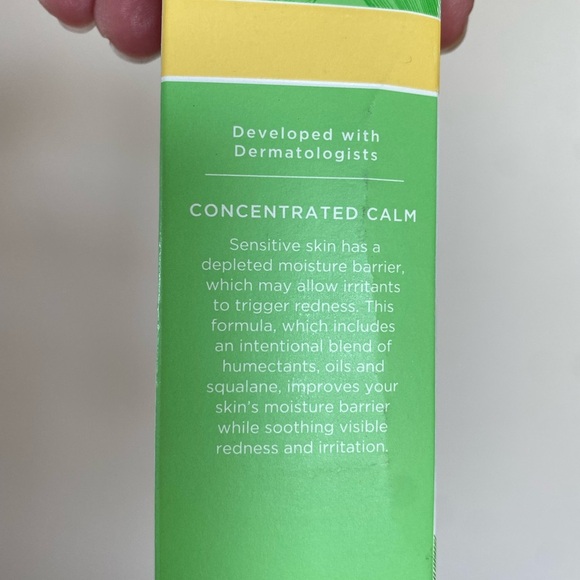 Developed with
Dermatologists
CONCENTRATED CALM
Sensitive skin has a
depleted moisture barrier,
which may allow irritants
to trigger redness. This
formula, which includes
an intentional blend of
humectants, oils and
squalane, improves your
skin's moisture barrier
while soothing visible
redness and irritation.